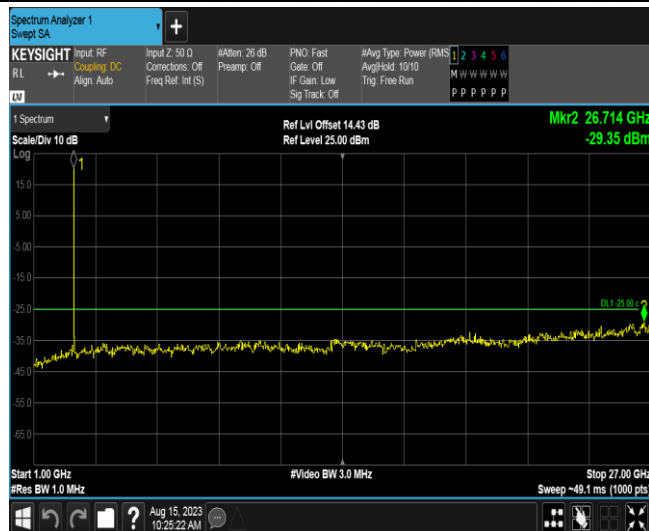 Spectrum Analyzer 1
Swept SA
+
KEYSIGHT Input: RF Input Z: 50 Ω #Atten: 26 dB PNO: Fast #Avg Type: Power (RMS 1 2 3 4 5 6
RL Coupling: DC Corrections: Off Preamp: Off Gate: Off Avg|Hold: 10/10 M W W W W W
Align: Auto Freq Ref: Int (S) IF Gain: Low Trig: Free Run
Sig Track: Off P P P P P P
1 Spectrum Ref Lvl Offset 14.43 dB Mkr2 26.714 GHz
Scale/Div 10 dB Ref Level 25.00 dBm -29.35 dBm
Log
1
15.0
5.00
-5.00
-15.0
-25.0 DL1 -25.00
-35.0
-45.0
-55.0
-65.0
Start 1.00 GHz #Video BW 3.0 MHz Stop 27.00 GHz
#Res BW 1.0 MHz Sweep ~49.1 ms (1000 pts)
? Aug 15, 2023
10:25:22 AM